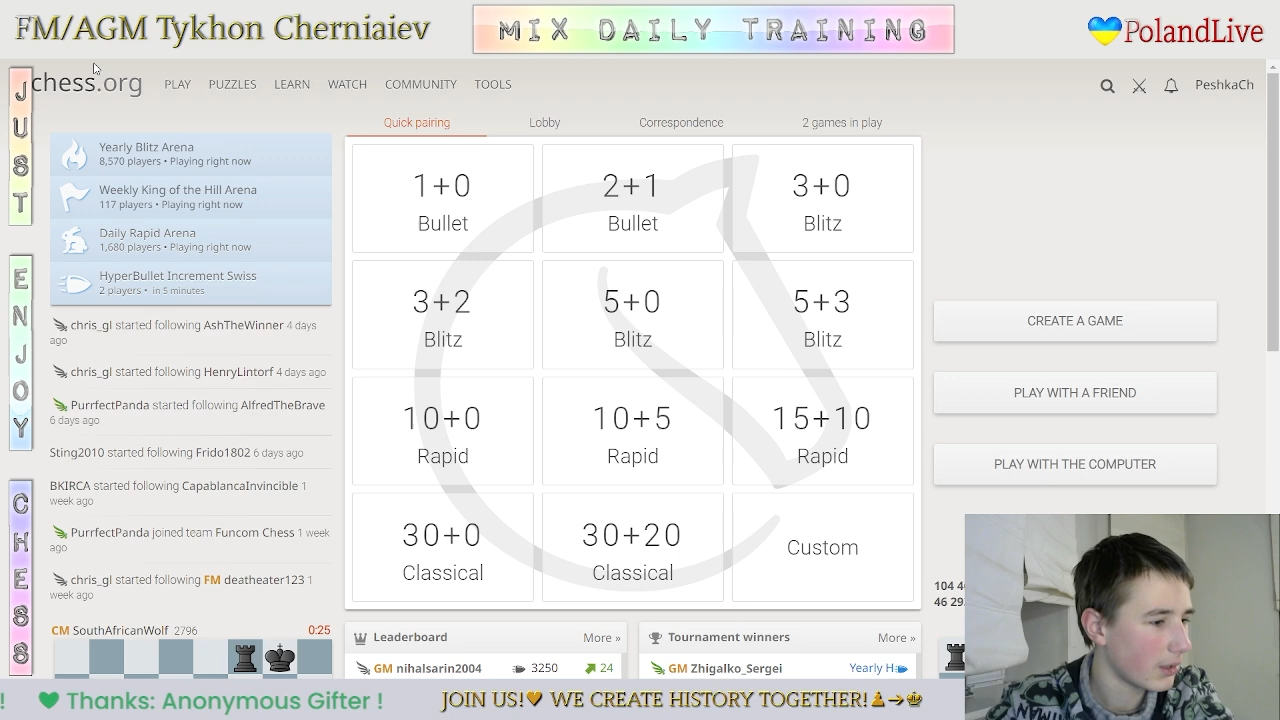 FM/AGM Tykhon Cherniaiev
MIX DAILY TRAINING
PolandLive
JUST
ENJOY
CHESS
chess.org
PLAY PUZZLES LEARN WATCH COMMUNITY TOOLS
PeshkaCh
Yearly Blitz Arena
8,570 players • Playing right now
Weekly King of the Hill Arena
117 players • Playing right now
Daily Rapid Arena
1,680 players • Playing right now
HyperBullet Increment Swiss
2 players • in 5 minutes
chris_gl started following AshTheWinner 4 days
ago
chris_gl started following HenryLintorf 4 days ago
PurrfectPanda started following AlfredTheBrave
6 days ago
Sting2010 started following Frido1802 6 days ago
BKIRCA started following CapablancaInvincible 1
week ago
PurrfectPanda joined team Funcom Chess 1 week
ago
chris_gl started following FM deatheater123 1
week ago
CM SouthAfricanWolf 2796 0:25
Quick pairing Lobby Correspondence 2 games in play
1+0 2+1 3+0
Bullet Bullet Blitz
3+2 5+0 5+3
Blitz Blitz Blitz
10+0 10+5 15+10
Rapid Rapid Rapid
30+0 30+20 Custom
Classical Classical
CREATE A GAME
PLAY WITH A FRIEND
PLAY WITH THE COMPUTER
104 4
46 29
Leaderboard More »
GM nihalsarin2004 3250 24
Tournament winners More »
GM Zhigalko_Sergei Yearly H
! Thanks: Anonymous Gifter !
JOIN US! WE CREATE HISTORY TOGETHER!